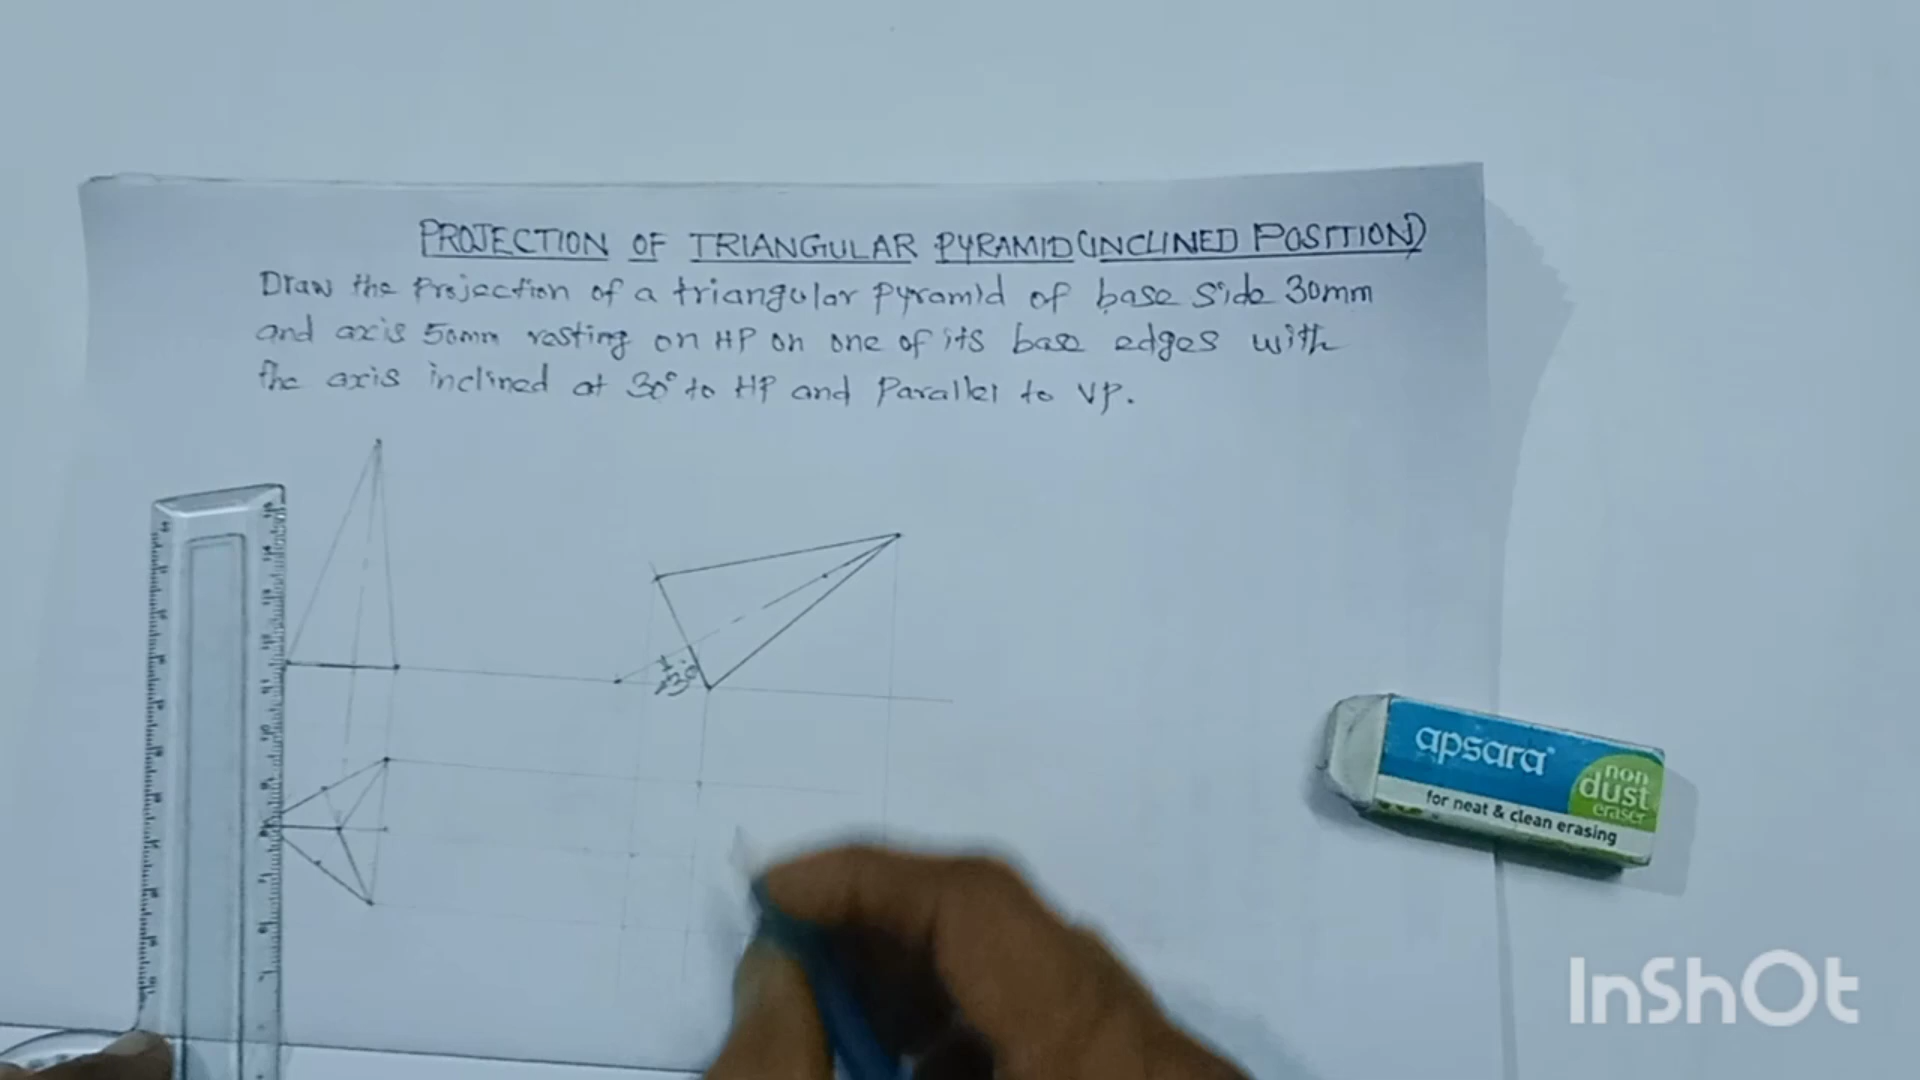 PROJECTION OF TRIANGULAR PYRAMID (INCLINED POSITION)
Draw the Projection of a triangular pyramid of base side 30mm
and axis 50mm resting on HP on one of its base edges with
the axis inclined at 30° to HP and Parallel to VP.
30°
apsara
non
dust
eraser
for neat & clean erasing
InShOt